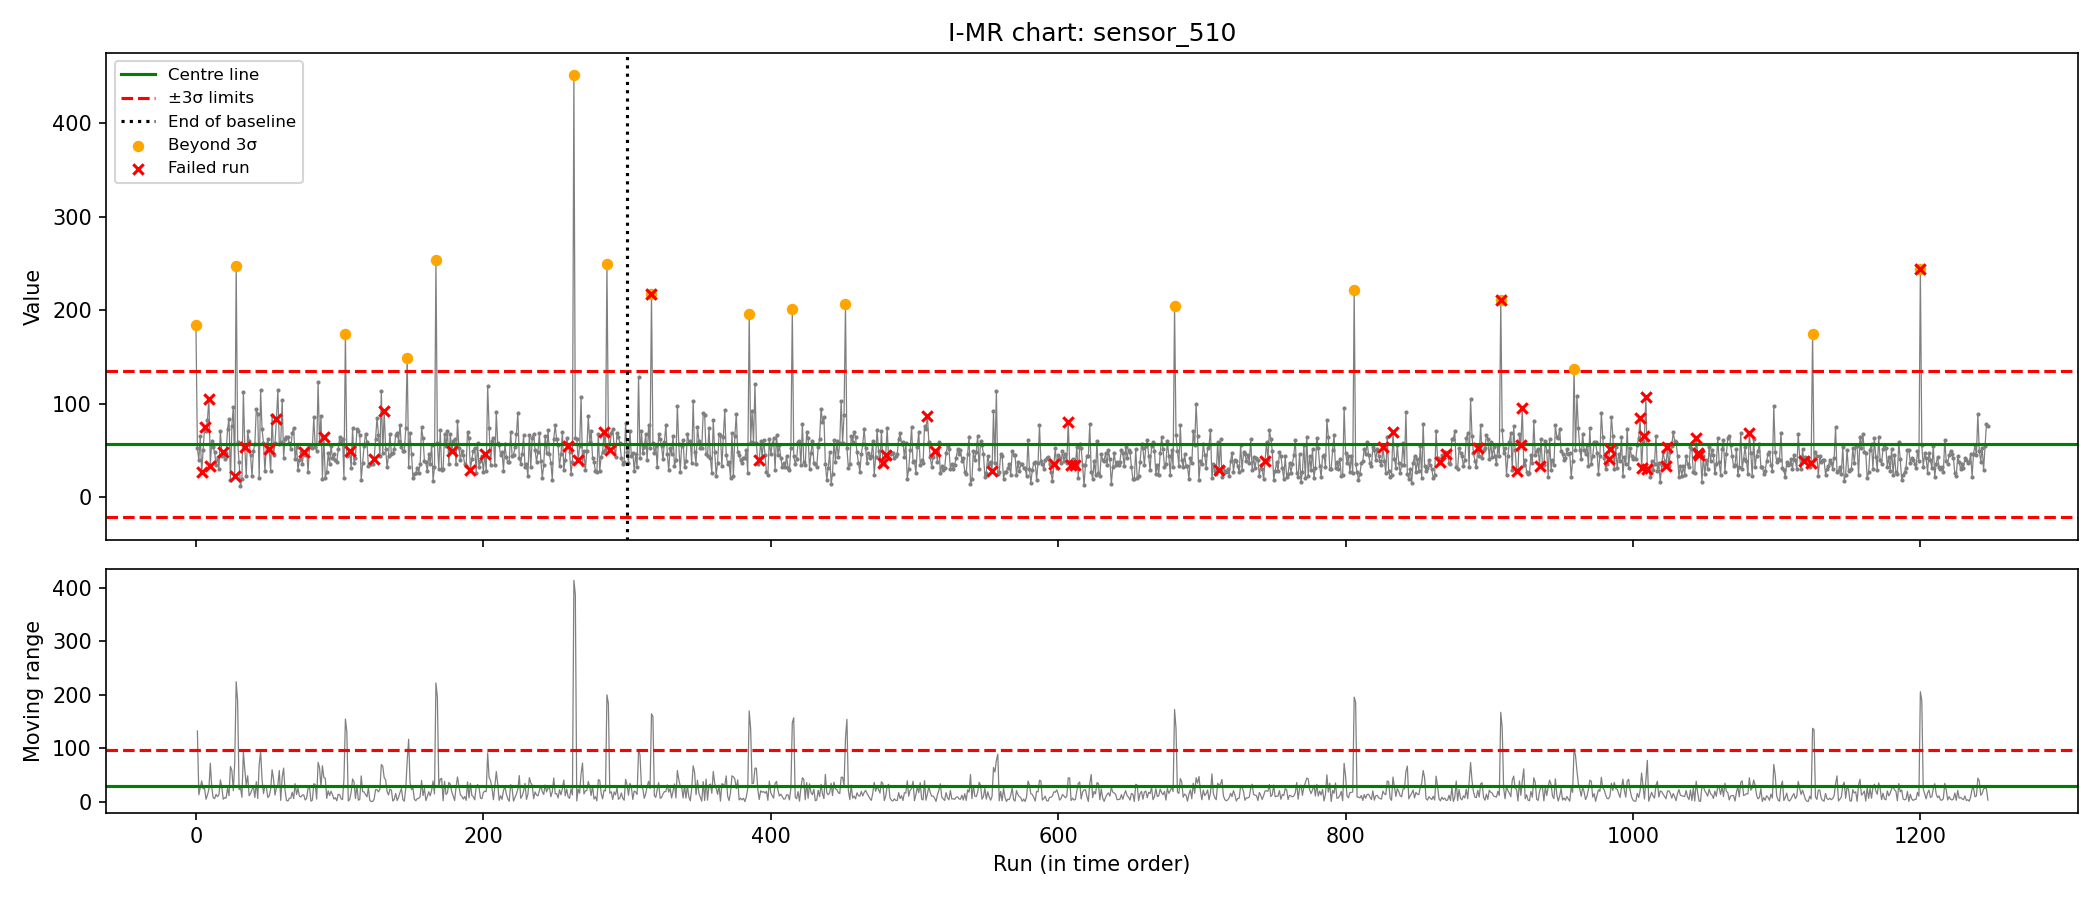 I-MR chart: sensor_510
Centre line
±3σ limits
End of baseline
Beyond 3σ
Failed run
Value
400
300
200
100
0
Moving range
400
300
200
100
0
0 200 400 600 800 1000 1200
Run (in time order)